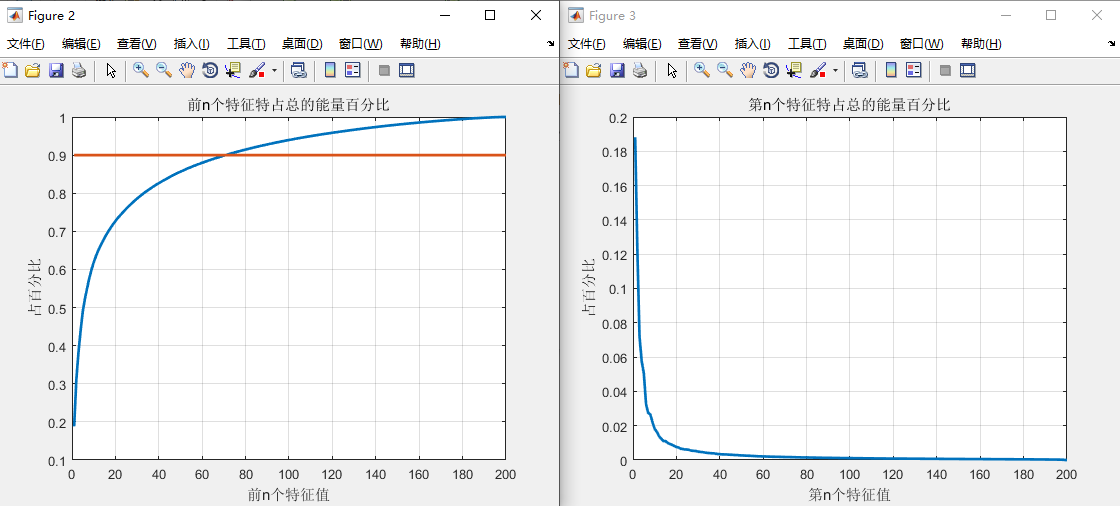 Figure 2
文件(F) 编辑(E) 查看(V) 插入(I) 工具(T) 桌面(D) 窗口(W) 帮助(H)
前n个特征特占总的能量百分比
1
0.9
0.8
0.7
0.6
0.5
0.4
0.3
0.2
0.1
占百分比
0 20 40 60 80 100 120 140 160 180 200
前n个特征值
Figure 3
文件(F) 编辑(E) 查看(V) 插入(I) 工具(T) 桌面(D) 窗口(W) 帮助(H)
第n个特征特占总的能量百分比
0.2
0.18
0.16
0.14
0.12
0.1
0.08
0.06
0.04
0.02
0
占百分比
0 20 40 60 80 100 120 140 160 180 200
第n个特征值